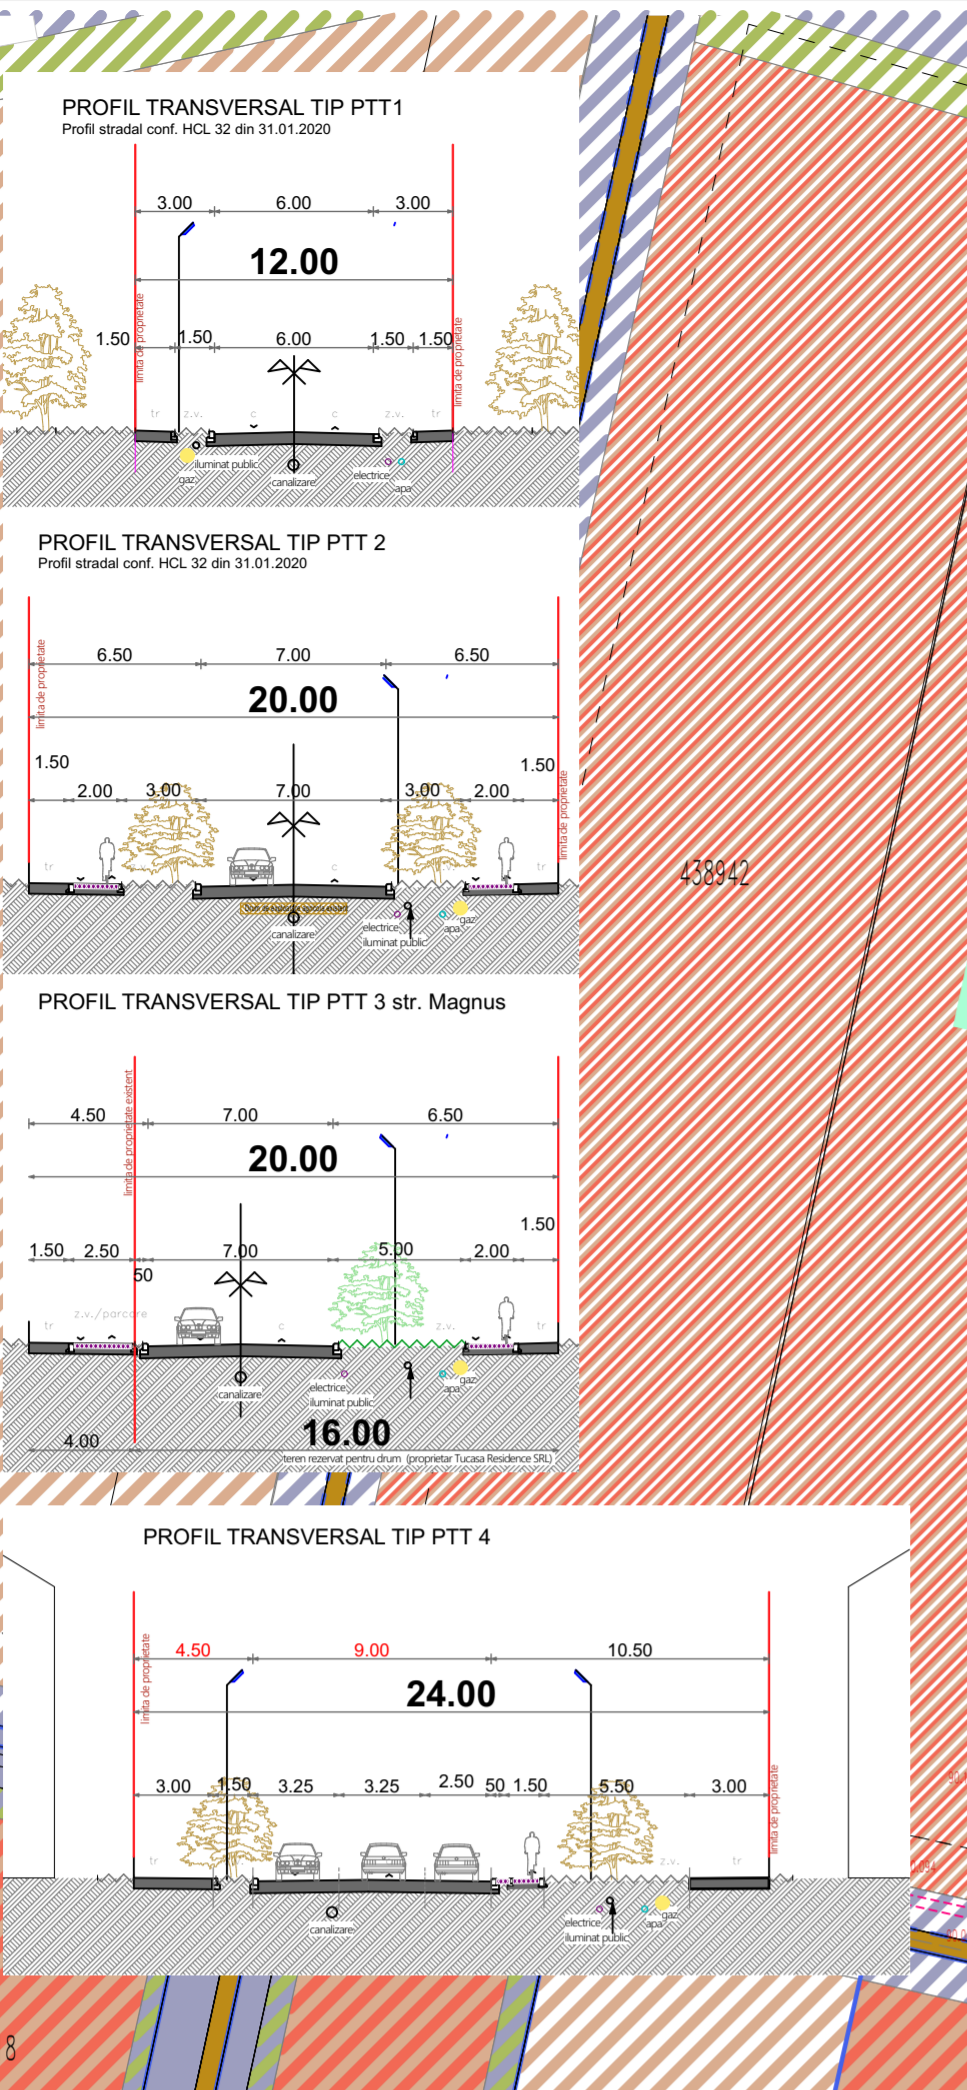 PROFIL TRANSVERSAL TIP PTT1
Profil stradal conf. HCL 32 din 31.01.2020
3.00 6.00 3.00
12.00
limita de proprietate
1.50 1.50 6.00 1.50 1.50
limita de proprietate
tr z.v. c c z.v. tr
iluminat public
gaz
canalizare
electrice
apa
PROFIL TRANSVERSAL TIP PTT 2
Profil stradal conf. HCL 32 din 31.01.2020
limita de proprietate
6.50 7.00 6.50
20.00
1.50 1.50
2.00 3.00 7.00 3.00 2.00
limita de proprietate
tr c tr
canalizare
electrice
iluminat public
apa
gaz
438942
PROFIL TRANSVERSAL TIP PTT 3 str. Magnus
limita de proprietate existent
4.50 7.00 6.50
20.00
1.50
1.50 2.50 7.00 5.00 2.00
50
z.v./parcare
tr c z.v. tr
canalizare
electrice
iluminat public
apa
gaz
16.00
4.00
teren rezervat pentru drum (proprietar Tucasa Residence SRL)
PROFIL TRANSVERSAL TIP PTT 4
limita de proprietate
4.50 9.00 10.50
24.00
3.00 1.50 3.25 3.25 2.50 50 1.50 5.50 3.00
limita de proprietate
tr z.v. tr
canalizare
electrice
iluminat public
apa
gaz
8